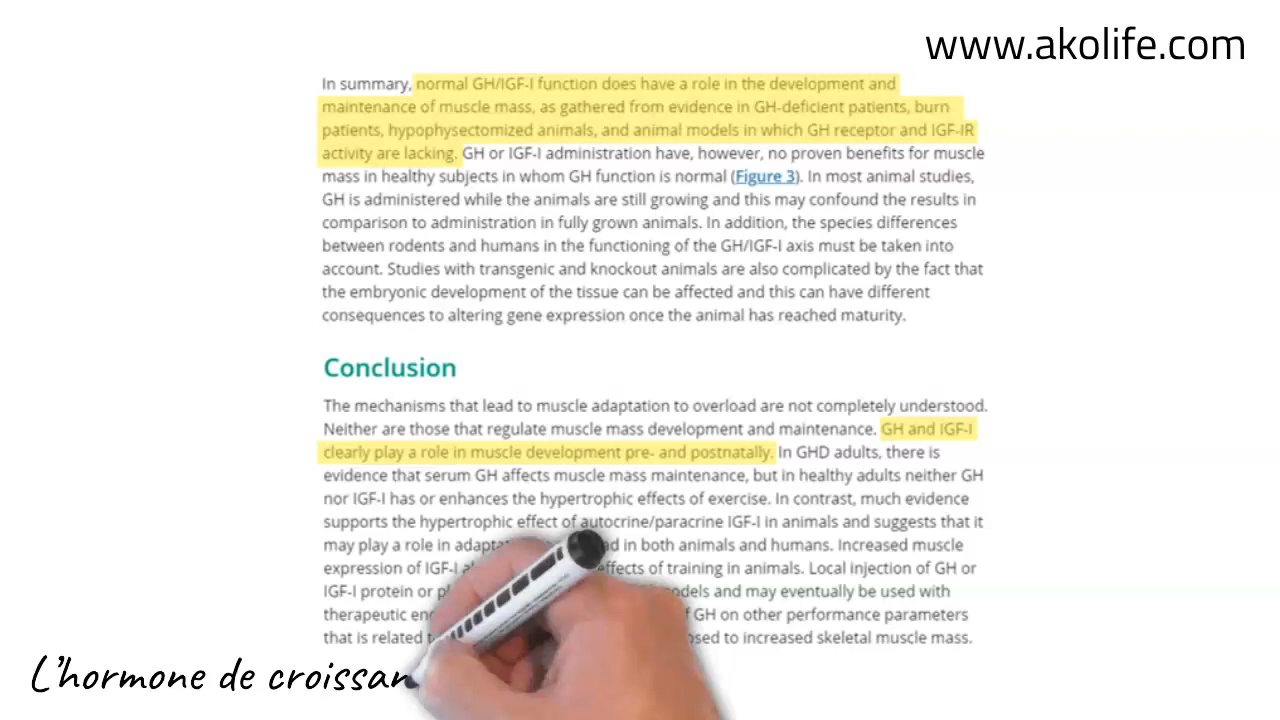 www.akolife.com
In summary, normal GH/IGF-I function does have a role in the development and
maintenance of muscle mass, as gathered from evidence in GH-deficient patients, burn
patients, hypophysectomized animals, and animal models in which GH receptor and IGF-IR
activity are lacking. GH or IGF-I administration have, however, no proven benefits for muscle
mass in healthy subjects in whom GH function is normal (Figure 3). In most animal studies,
GH is administered while the animals are still growing and this may confound the results in
comparison to administration in fully grown animals. In addition, the species differences
between rodents and humans in the functioning of the GH/IGF-I axis must be taken into
account. Studies with transgenic and knockout animals are also complicated by the fact that
the embryonic development of the tissue can be affected and this can have different
consequences to altering gene expression once the animal has reached maturity.
Conclusion
The mechanisms that lead to muscle adaptation to overload are not completely understood.
Neither are those that regulate muscle mass development and maintenance. GH and IGF-I
clearly play a role in muscle development pre- and postnatally. In GHD adults, there is
evidence that serum GH affects muscle mass maintenance, but in healthy adults neither GH
nor IGF-I has or enhances the hypertrophic effects of exercise. In contrast, much evidence
supports the hypertrophic effect of autocrine/paracrine IGF-I in animals and suggests that it
may play a role in in both animals and humans. Increased muscle
expression of IGF-I effects of training in animals. Local injection of GH or
IGF-I protein or and may eventually be used with
therapeutic of GH on other performance parameters
that is related to increased skeletal muscle mass.
L'hormone de croissan